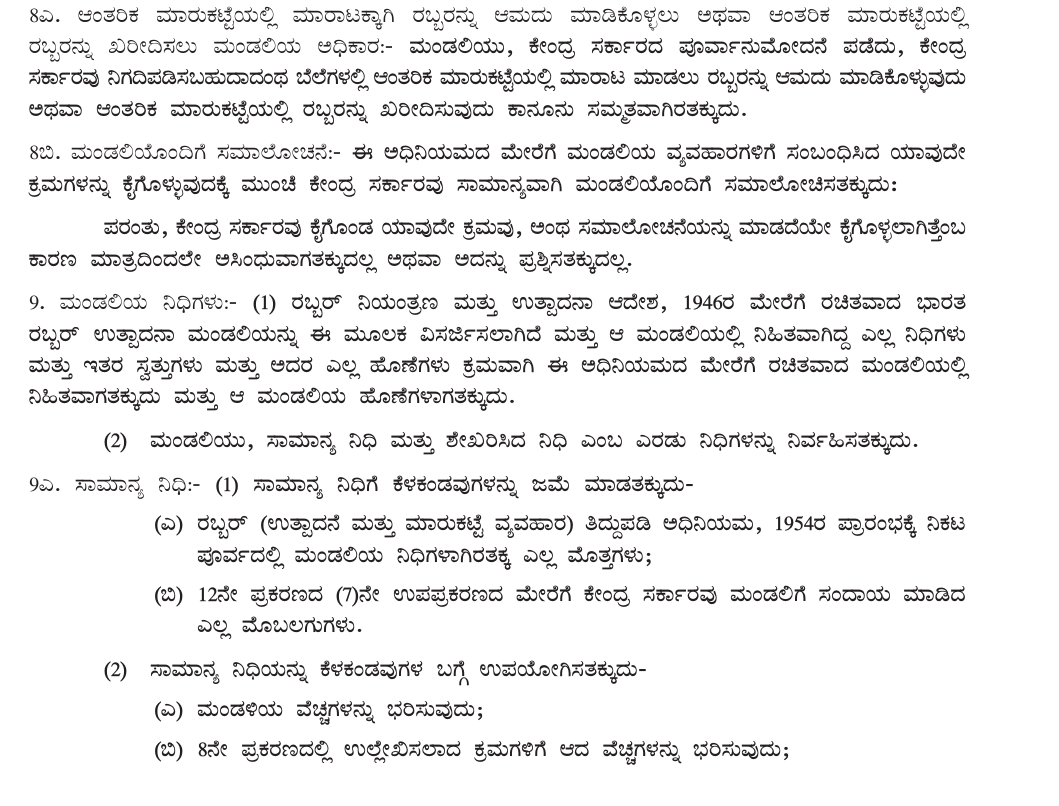 8ಎ. ಆಂತರಿಕ ಮಾರುಕಟ್ಟೆಯಲ್ಲಿ ಮಾರಾಟಕ್ಕಾಗಿ ರಬ್ಬರನ್ನು ಆಮದು ಮಾಡಿಕೊಳ್ಳಲು ಅಥವಾ ಆಂತರಿಕ ಮಾರುಕಟ್ಟೆಯಲ್ಲಿ
ರಬ್ಬರನ್ನು ಖರೀದಿಸಲು ಮಂಡಲಿಯ ಅಧಿಕಾರ:- ಮಂಡಲಿಯು, ಕೇಂದ್ರ ಸರ್ಕಾರದ ಪೂರ್ವಾನುಮೋದನೆ ಪಡೆದು, ಕೇಂದ್ರ
ಸರ್ಕಾರವು ನಿಗದಿಪಡಿಸಬಹುದಾದಂಥ ಬೆಲೆಗಳಲ್ಲಿ ಆಂತರಿಕ ಮಾರುಕಟ್ಟೆಯಲ್ಲಿ ಮಾರಾಟ ಮಾಡಲು ರಬ್ಬರನ್ನು ಆಮದು ಮಾಡಿಕೊಳ್ಳುವುದು
ಅಥವಾ ಆಂತರಿಕ ಮಾರುಕಟ್ಟೆಯಲ್ಲಿ ರಬ್ಬರನ್ನು ಖರೀದಿಸುವುದು ಕಾನೂನು ಸಮ್ಮತವಾಗಿರತಕ್ಕುದು.
8ಬಿ. ಮಂಡಲಿಯೊಂದಿಗೆ ಸಮಾಲೋಚನೆ:- ಈ ಅಧಿನಿಯಮದ ಮೇರೆಗೆ ಮಂಡಲಿಯ ವ್ಯವಹಾರಗಳಿಗೆ ಸಂಬಂಧಿಸಿದ ಯಾವುದೇ
ಕ್ರಮಗಳನ್ನು ಕೈಗೊಳ್ಳುವುದಕ್ಕೆ ಮುಂಚೆ ಕೇಂದ್ರ ಸರ್ಕಾರವು ಸಾಮಾನ್ಯವಾಗಿ ಮಂಡಲಿಯೊಂದಿಗೆ ಸಮಾಲೋಚಿಸತಕ್ಕುದು:
ಪರಂತು, ಕೇಂದ್ರ ಸರ್ಕಾರವು ಕೈಗೊಂಡ ಯಾವುದೇ ಕ್ರಮವು, ಅಂಥ ಸಮಾಲೋಚನೆಯನ್ನು ಮಾಡದೆಯೇ ಕೈಗೊಳ್ಳಲಾಗಿತ್ತೆಂಬ
ಕಾರಣ ಮಾತ್ರದಿಂದಲೇ ಅಸಿಂಧುವಾಗತಕ್ಕುದಲ್ಲ ಅಥವಾ ಅದನ್ನು ಪ್ರಶ್ನಿಸತಕ್ಕುದಲ್ಲ.
9. ಮಂಡಲಿಯ ನಿಧಿಗಳು:- (1) ರಬ್ಬರ್ ನಿಯಂತ್ರಣ ಮತ್ತು ಉತ್ಪಾದನಾ ಆದೇಶ, 1946ರ ಮೇರೆಗೆ ರಚಿತವಾದ ಭಾರತ
ರಬ್ಬರ್ ಉತ್ಪಾದನಾ ಮಂಡಲಿಯನ್ನು ಈ ಮೂಲಕ ವಿಸರ್ಜಿಸಲಾಗಿದೆ ಮತ್ತು ಆ ಮಂಡಲಿಯಲ್ಲಿ ನಿಹಿತವಾಗಿದ್ದ ಎಲ್ಲ ನಿಧಿಗಳು
ಮತ್ತು ಇತರ ಸ್ವತ್ತುಗಳು ಮತ್ತು ಅದರ ಎಲ್ಲ ಹೊಣೆಗಳು ಕ್ರಮವಾಗಿ ಈ ಅಧಿನಿಯಮದ ಮೇರೆಗೆ ರಚಿತವಾದ ಮಂಡಲಿಯಲ್ಲಿ
ನಿಹಿತವಾಗತಕ್ಕುದು ಮತ್ತು ಆ ಮಂಡಲಿಯ ಹೊಣೆಗಳಾಗತಕ್ಕುದು.
(2) ಮಂಡಲಿಯು, ಸಾಮಾನ್ಯ ನಿಧಿ ಮತ್ತು ಶೇಖರಿಸಿದ ನಿಧಿ ಎಂಬ ಎರಡು ನಿಧಿಗಳನ್ನು ನಿರ್ವಹಿಸತಕ್ಕುದು.
9ಎ. ಸಾಮಾನ್ಯ ನಿಧಿ:- (1) ಸಾಮಾನ್ಯ ನಿಧಿಗೆ ಕೆಳಕಂಡವುಗಳನ್ನು ಜಮೆ ಮಾಡತಕ್ಕುದು-
(ಎ) ರಬ್ಬರ್ (ಉತ್ಪಾದನೆ ಮತ್ತು ಮಾರುಕಟ್ಟೆ ವ್ಯವಹಾರ) ತಿದ್ದುಪಡಿ ಅಧಿನಿಯಮ, 1954ರ ಪ್ರಾರಂಭಕ್ಕೆ ನಿಕಟ
ಪೂರ್ವದಲ್ಲಿ ಮಂಡಲಿಯ ನಿಧಿಗಳಾಗಿರತಕ್ಕ ಎಲ್ಲ ಮೊತ್ತಗಳು;
(ಬಿ) 12ನೇ ಪ್ರಕರಣದ (7)ನೇ ಉಪಪ್ರಕರಣದ ಮೇರೆಗೆ ಕೇಂದ್ರ ಸರ್ಕಾರವು ಮಂಡಲಿಗೆ ಸಂದಾಯ ಮಾಡಿದ
ಎಲ್ಲ ಮೊಬಲಗುಗಳು.
(2) ಸಾಮಾನ್ಯ ನಿಧಿಯನ್ನು ಕೆಳಕಂಡವುಗಳ ಬಗ್ಗೆ ಉಪಯೋಗಿಸತಕ್ಕುದು-
(ಎ) ಮಂಡಳಿಯ ವೆಚ್ಚಗಳನ್ನು ಭರಿಸುವುದು;
(ಬಿ) 8ನೇ ಪ್ರಕರಣದಲ್ಲಿ ಉಲ್ಲೇಖಿಸಲಾದ ಕ್ರಮಗಳಿಗೆ ಆದ ವೆಚ್ಚಗಳನ್ನು ಭರಿಸುವುದು;